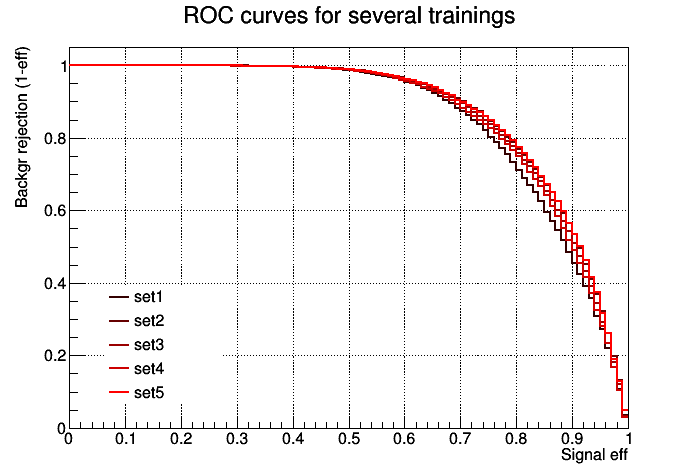 ROC curves for several trainings
Backgr rejection (1-eff)
1
0.8
0.6
0.4
0.2
0
set1
set2
set3
set4
set5
0 0.1 0.2 0.3 0.4 0.5 0.6 0.7 0.8 0.9 1
Signal eff